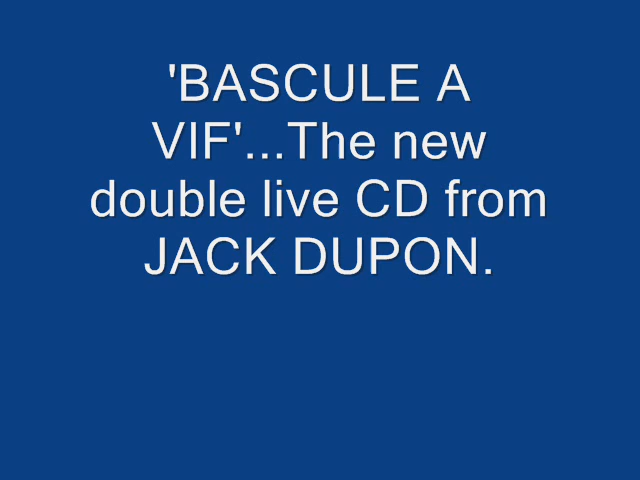 'BASCULE A
VIF'...The new
double live CD from
JACK DUPON.